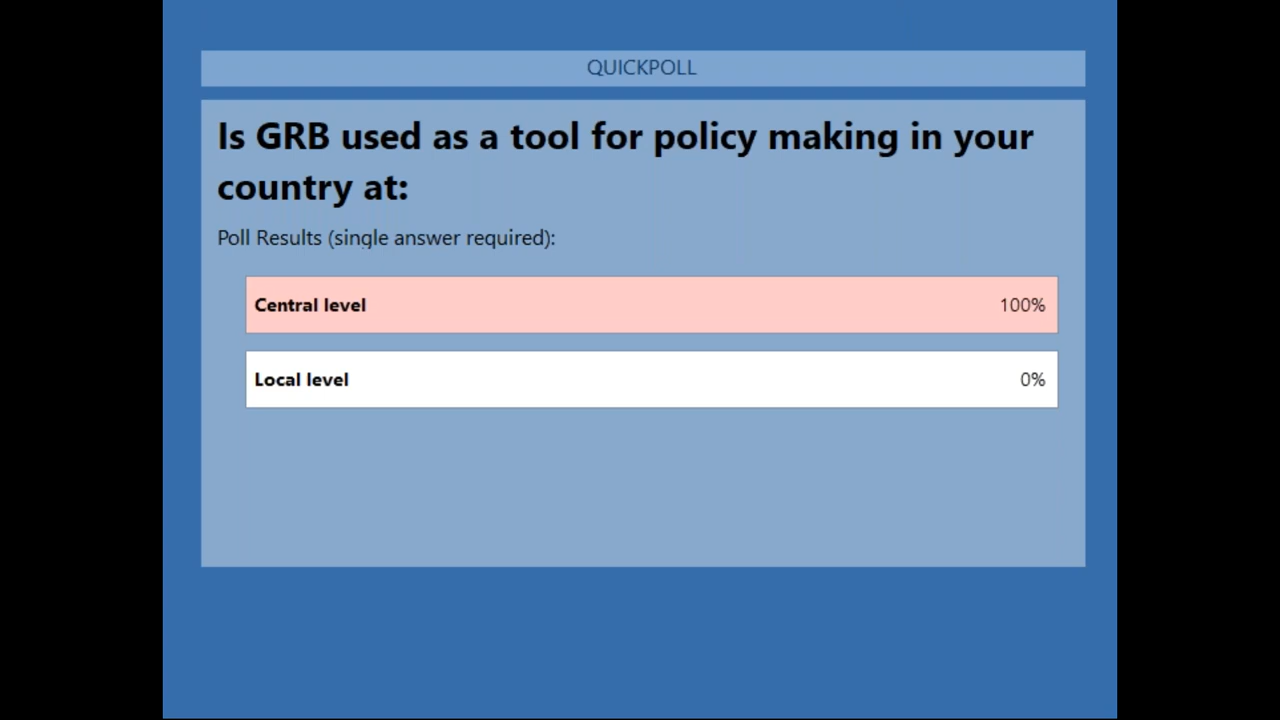 QUICKPOLL
Is GRB used as a tool for policy making in your
country at:
Poll Results (single answer required):
Central level 100%
Local level 0%